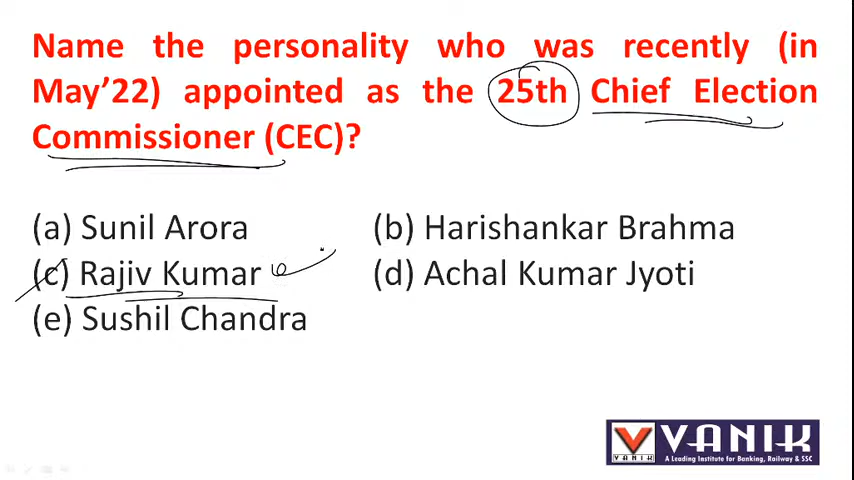 Name the personality who was recently (in
May’22) appointed as the 25th Chief Election
Commissioner (CEC)?
(a) Sunil Arora (b) Harishankar Brahma
(c) Rajiv Kumar (d) Achal Kumar Jyoti
(e) Sushil Chandra
VANIK VANIK
A Leading Institute for Banking, Railway & SSC